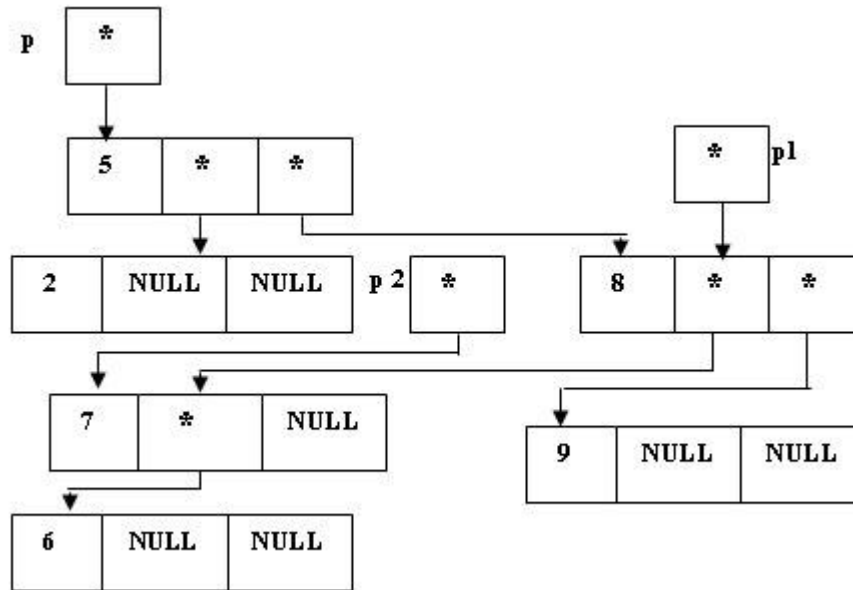 p *
5 * *
* p1
2 NULL NULL
p 2 *
8 * *
7 * NULL
9 NULL NULL
6 NULL NULL